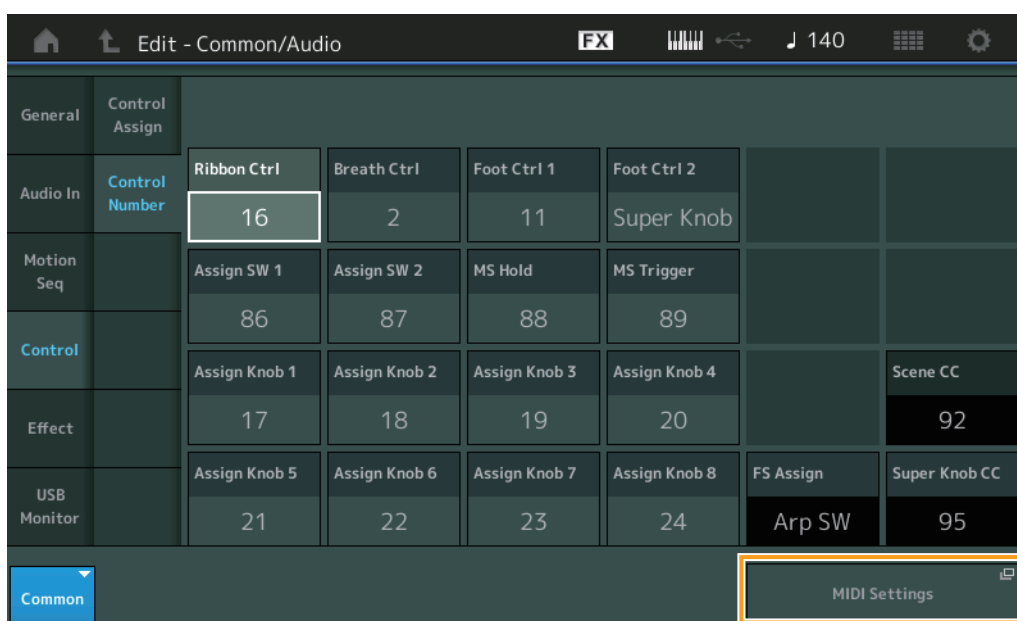 Edit - Common/Audio
FX
♩ 140
General
Control
Assign
Audio In
Control
Number
Ribbon Ctrl
Breath Ctrl
Foot Ctrl 1
Foot Ctrl 2
16
2
11
Super Knob
Motion
Seq
Assign SW 1
Assign SW 2
MS Hold
MS Trigger
86
87
88
89
Control
Assign Knob 1
Assign Knob 2
Assign Knob 3
Assign Knob 4
Scene CC
Effect
17
18
19
20
92
USB
Monitor
Assign Knob 5
Assign Knob 6
Assign Knob 7
Assign Knob 8
FS Assign
Super Knob CC
21
22
23
24
Arp SW
95
Common
MIDI Settings